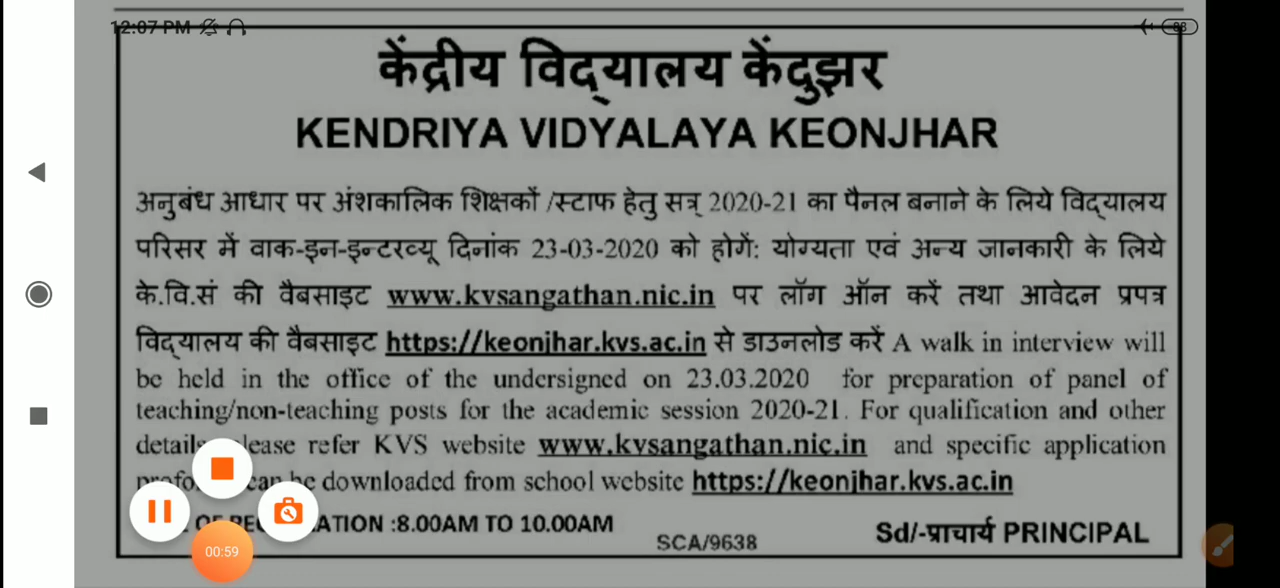 12:07 PM
88
केंद्रीय विद्यालय केंदुझर
KENDRIYA VIDYALAYA KEONJHAR
अनुबंध आधार पर अंशकालिक शिक्षकों /स्टाफ हेतु सत्र् 2020-21 का पैनल बनाने के लिये विद्यालय
परिसर में वाक-इन-इन्टरव्यू दिनांक 23-03-2020 को होगें: योग्यता एवं अन्य जानकारी के लिये
के.वि.सं की वैबसाइट www.kvsangathan.nic.in पर लॉग ऑन करें तथा आवेदन प्रपत्र
विद्यालय की वैबसाइट https://keonjhar.kvs.ac.in से डाउनलोड करें A walk in interview will
be held in the office of the undersigned on 23.03.2020 for preparation of panel of
teaching/non-teaching posts for the academic session 2020-21. For qualification and other
refer KVS website www.kvsangathan.nic.in and specific application
downloaded from school website https://keonjhar.kvs.ac.in
:8.00AM TO 10.00AM
SCA/9638
Sd/-प्राचार्य PRINCIPAL
00:59